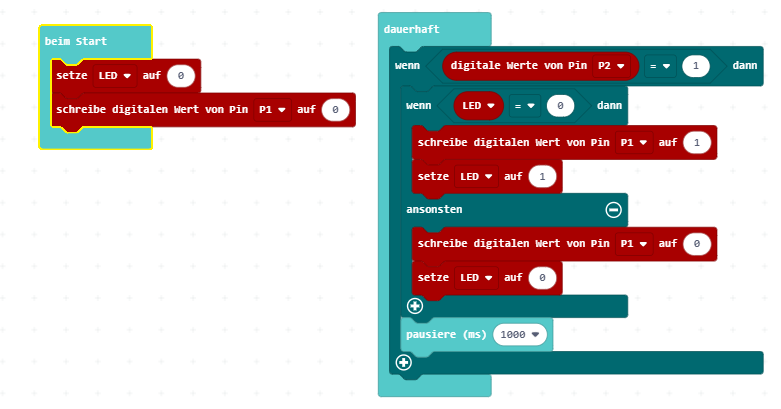 beim Start
setze LED auf 0
schreibe digitalen Wert von Pin P1 auf 0
dauerhaft
wenn digitale Werte von Pin P2 = 1 dann
wenn LED = 0 dann
schreibe digitalen Wert von Pin P1 auf 1
setze LED auf 1
ansonsten
schreibe digitalen Wert von Pin P1 auf 0
setze LED auf 0
pausiere (ms) 1000